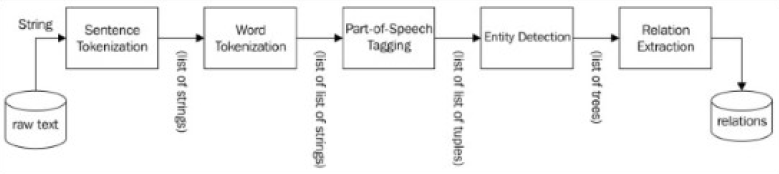 String
Sentence
Tokenization
Word
Tokenization
Part-of-Speech
Tagging
Entity Detection
Relation
Extraction
raw text
(list of strings)
(list of list of strings)
(list of list of tuples)
(list of trees)
relations